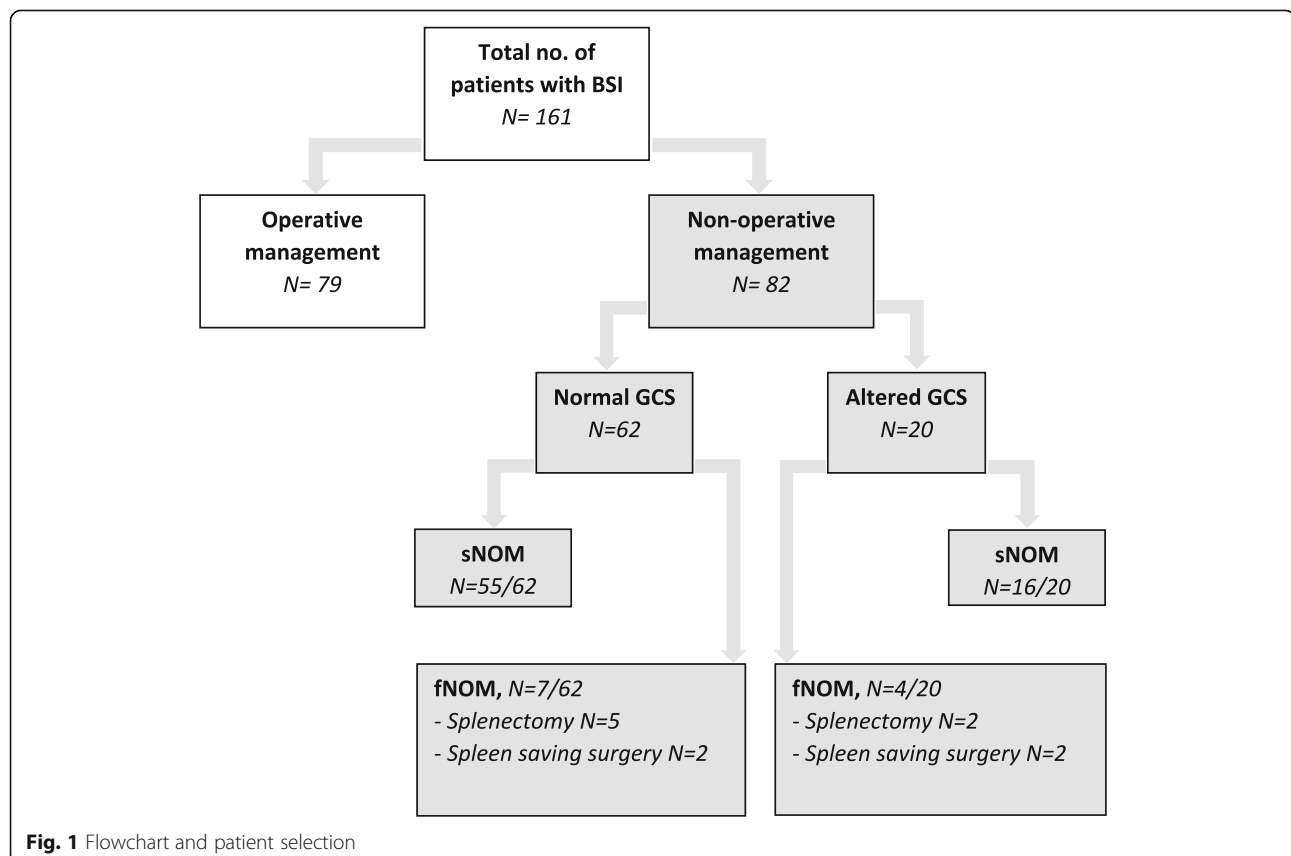 Total no. of
patients with BSI
N= 161
Operative
management
N= 79
Non-operative
management
N= 82
Normal GCS
N=62
Altered GCS
N=20
sNOM
N=55/62
sNOM
N=16/20
fNOM, N=7/62
- Splenectomy N=5
- Spleen saving surgery N=2
fNOM, N=4/20
- Splenectomy N=2
- Spleen saving surgery N=2
Fig. 1 Flowchart and patient selection